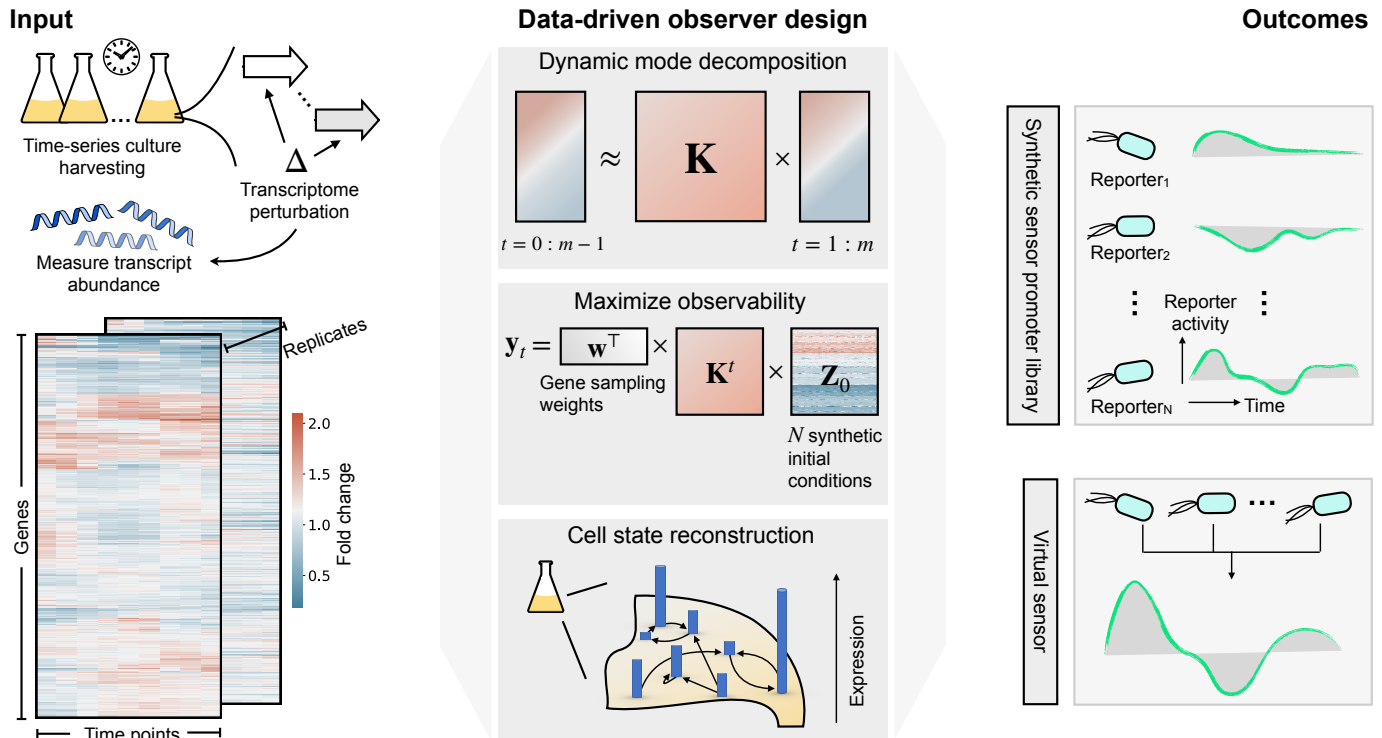 Input
Time-series culture
harvesting
...
Δ
Transcriptome
perturbation
Measure transcript
abundance
Replicates
Genes
Time points
2.0
1.5
1.0
0.5
Fold change
Data-driven observer design
Dynamic mode decomposition
≈ K ×
t = 0 : m − 1
t = 1 : m
Maximize observability
yₜ = w⊤ × Kᵗ × Z₀
Gene sampling
weights
N synthetic
initial
conditions
Cell state reconstruction
Expression
Outcomes
Synthetic sensor promoter library
Reporter₁
Reporter₂
Reporter
activity
Reporter_N
Time
Virtual sensor
...